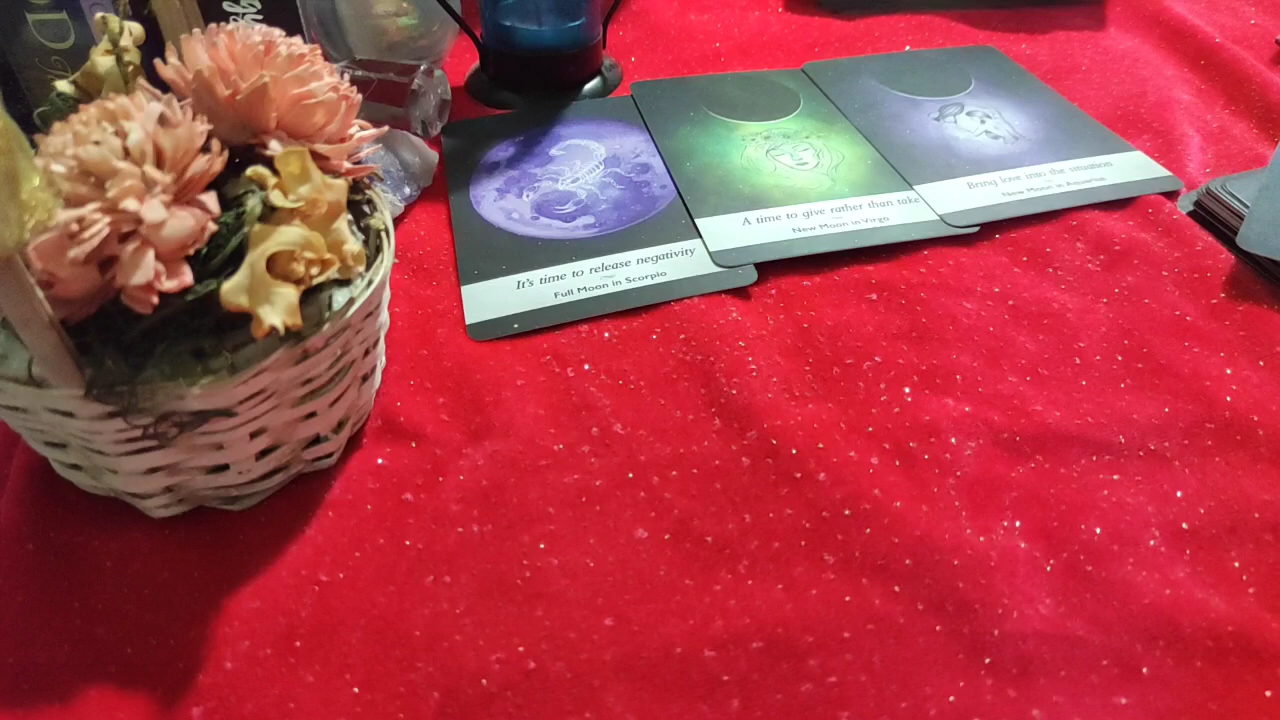 It's time to release negativity
Full Moon in Scorpio
A time to give rather than take
New Moon in Virgo
Bring love into the situation
New Moon in Aquarius